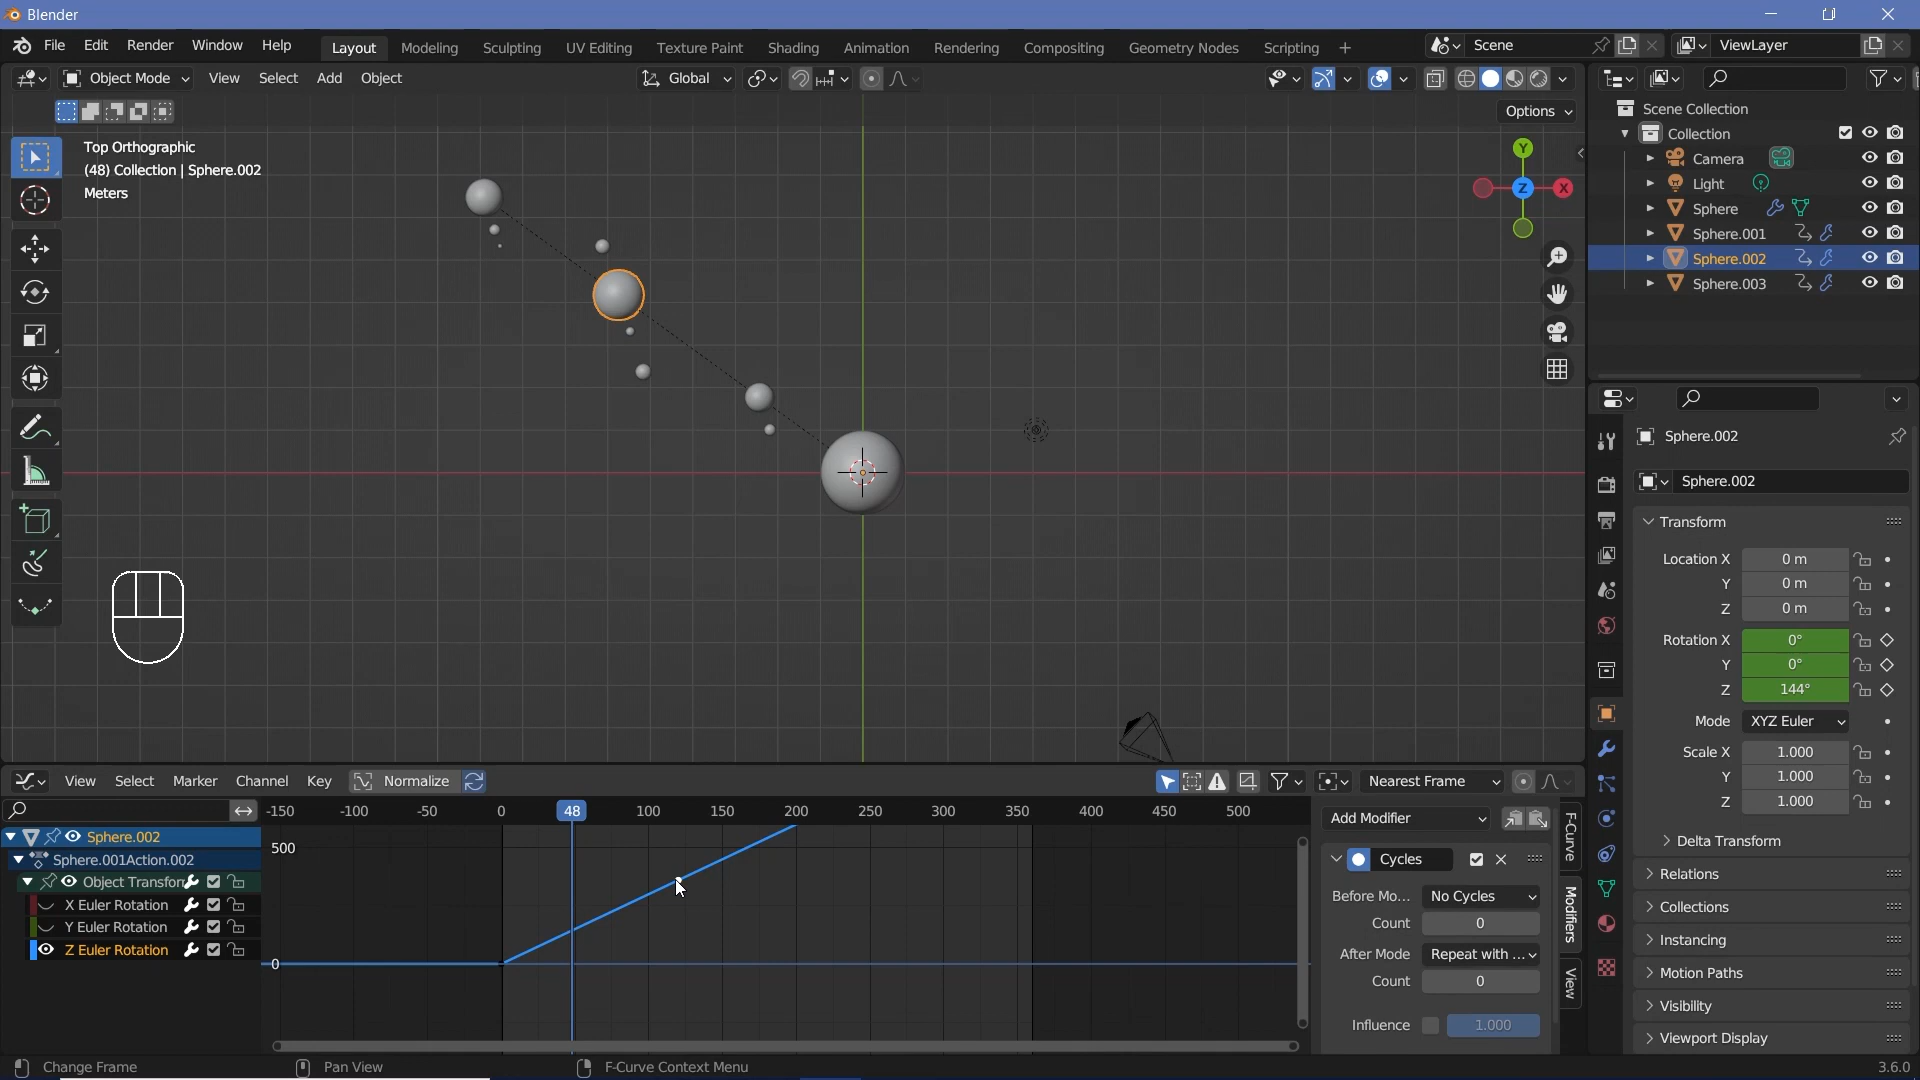 Blender
File Edit Render Window Help Layout Modeling Sculpting UV Editing Texture Paint Shading Animation Rendering Compositing Geometry Nodes Scripting + Scene ViewLayer
Object Mode View Select Add Object Global
Options
Top Orthographic
(48) Collection | Sphere.002
Meters
Y
Z
X
Scene Collection
Collection
Camera
Light
Sphere
Sphere.001
Sphere.002
Sphere.003
Sphere.002
Sphere.002
Transform
Location X 0 m
Y 0 m
Z 0 m
Rotation X 0°
Y 0°
Z 144°
Mode XYZ Euler
Scale X 1.000
Y 1.000
Z 1.000
Delta Transform
Relations
Collections
Instancing
Motion Paths
Visibility
Viewport Display
View Select Marker Channel Key Normalize Nearest Frame
-150 -100 -50 0 48 100 150 200 250 300 350 400 450 500
Sphere.002
Sphere.001Action.002
Object Transforr
X Euler Rotation
Y Euler Rotation
Z Euler Rotation
500
0
Add Modifier
Cycles
Before Mo... No Cycles
Count 0
After Mode Repeat with ...
Count 0
Influence 1.000
F-Curve
Modifiers
View
Change Frame Pan View F-Curve Context Menu 3.6.0